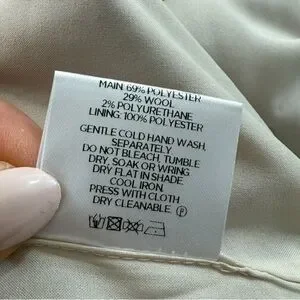 MAIN: 69% POLYESTER
29% WOOL
2% POLYURETHANE
LINING: 100% POLYESTER
GENTLE COLD HAND WASH,
SEPARATELY.
DO NOT BLEACH, TUMBLE
DRY, SOAK OR WRING
DRY FLAT IN SHADE
COOL IRON.
PRESS WITH CLOTH
DRY CLEANABLE. Ⓟ